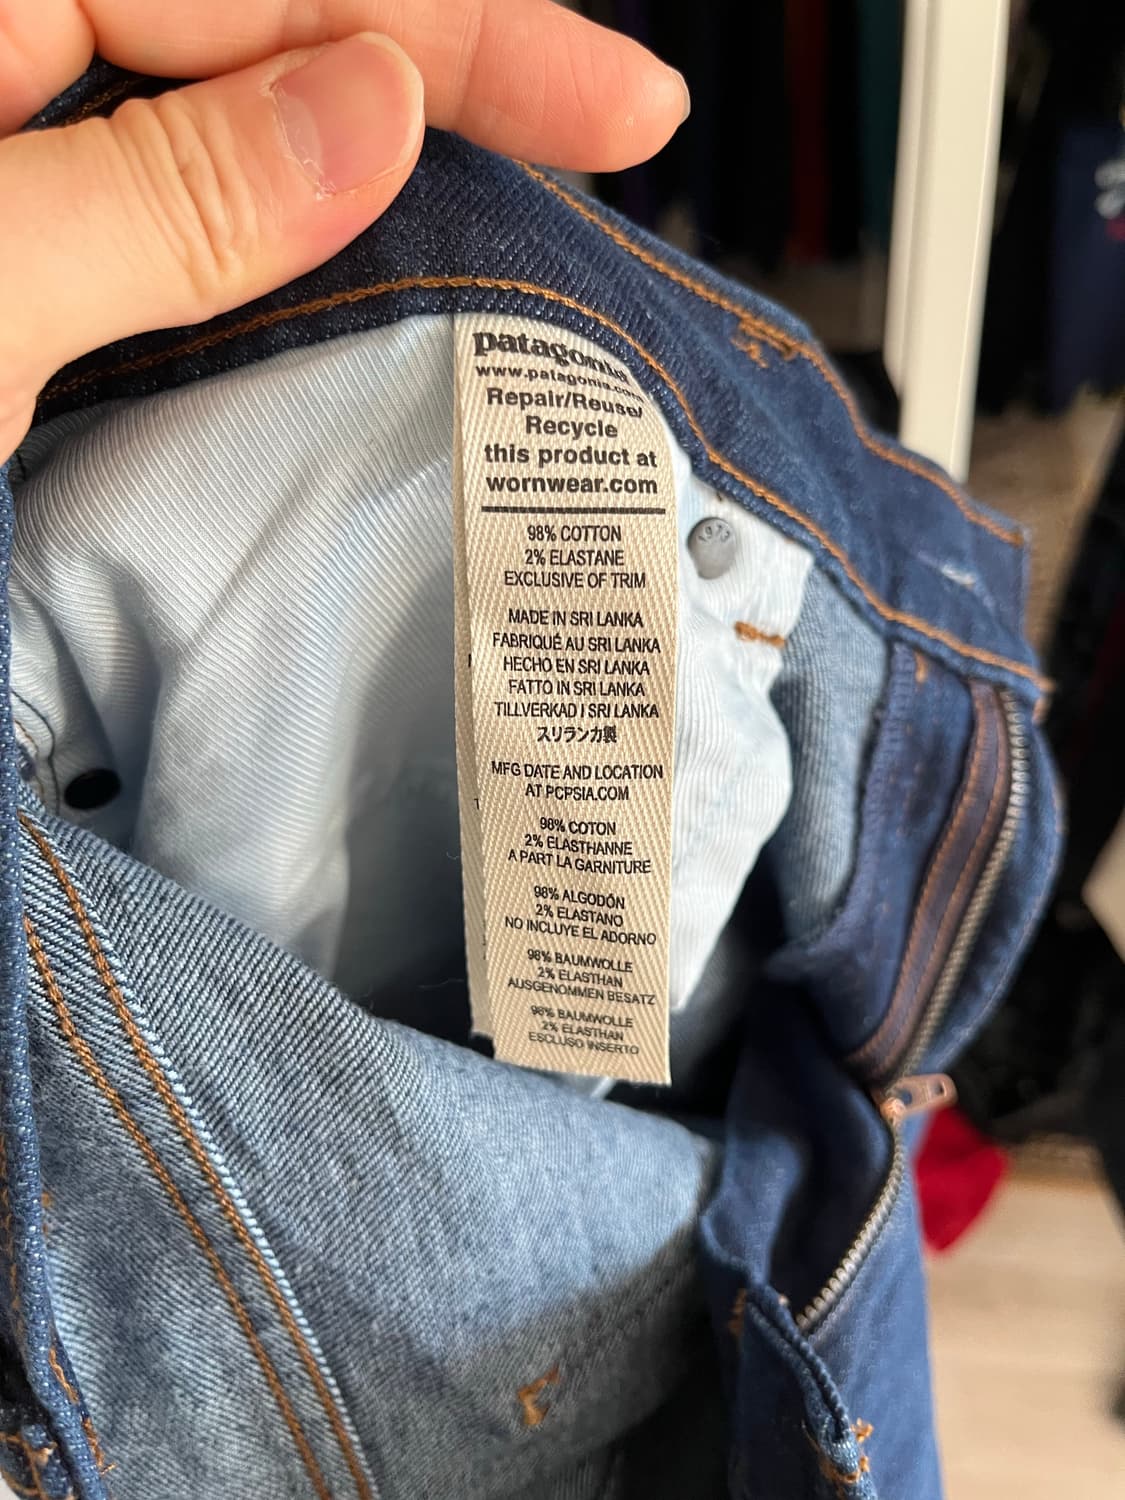 patagonia
www.patagonia.com
Repair/Reuse/
Recycle
this product at
wornwear.com
98% COTTON
2% ELASTANE
EXCLUSIVE OF TRIM
MADE IN SRI LANKA
FABRIQUÉ AU SRI LANKA
HECHO EN SRI LANKA
FATTO IN SRI LANKA
TILLVERKAD I SRI LANKA
スリランカ製
MFG DATE AND LOCATION
AT PCPSIA.COM
98% COTON
2% ELASTHANNE
A PART LA GARNITURE
98% ALGODÓN
2% ELASTANO
NO INCLUYE EL ADORNO
98% BAUMWOLLE
2% ELASTHAN
AUSGENOMMEN BESATZ
98% BAUMWOLLE
2% ELASTHAN
ESCLUSO INSERTO
1973